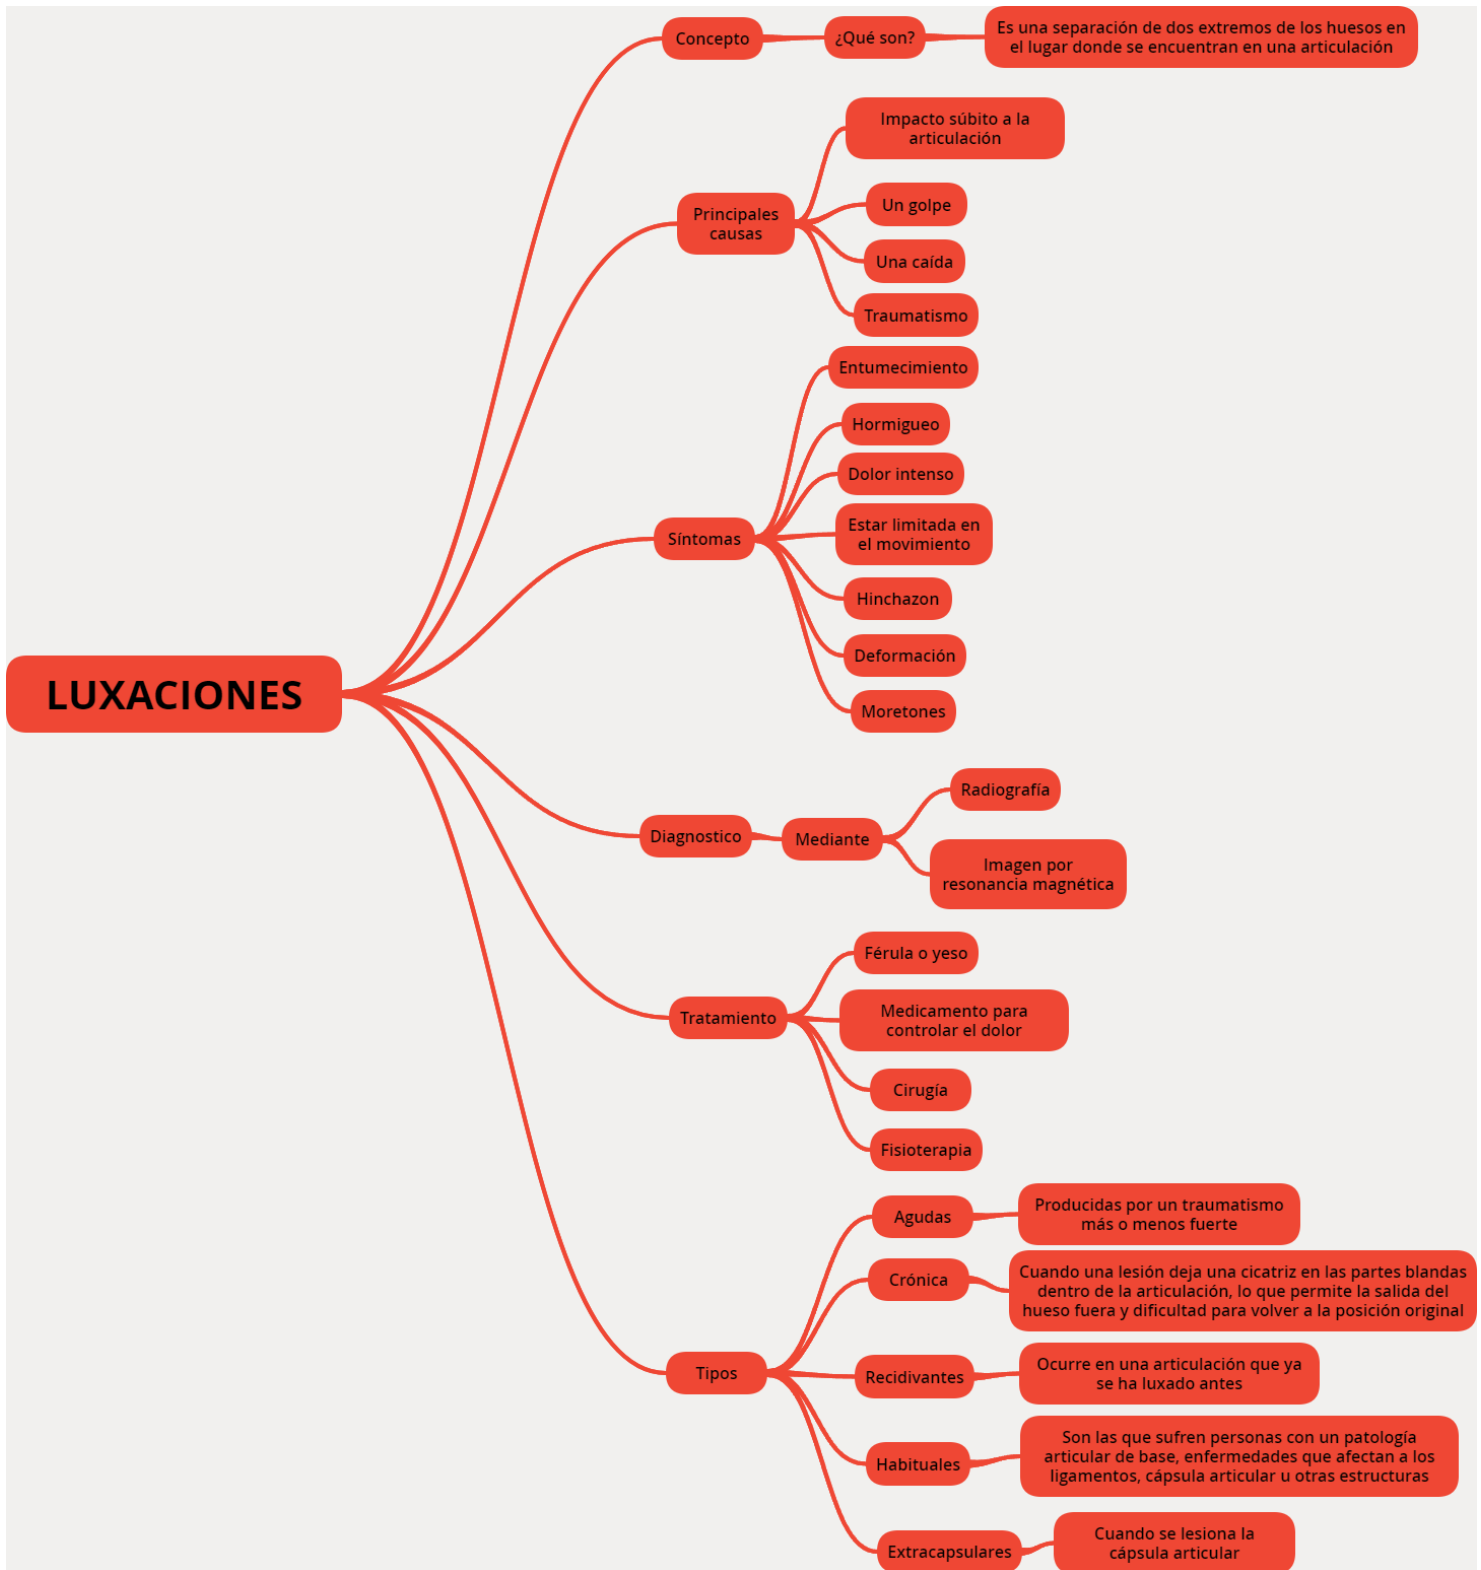 LUXACIONES
Concepto
¿Qué son?
Es una separación de dos extremos de los huesos en
el lugar donde se encuentran en una articulación
Principales
causas
Impacto súbito a la
articulación
Un golpe
Una caída
Traumatismo
Síntomas
Entumecimiento
Hormigueo
Dolor intenso
Estar limitada en
el movimiento
Hinchazon
Deformación
Moretones
Diagnostico
Mediante
Radiografía
Imagen por
resonancia magnética
Tratamiento
Férula o yeso
Medicamento para
controlar el dolor
Cirugía
Fisioterapia
Tipos
Agudas
Producidas por un traumatismo
más o menos fuerte
Crónica
Cuando una lesión deja una cicatriz en las partes blandas
dentro de la articulación, lo que permite la salida del
hueso fuera y dificultad para volver a la posición original
Recidivantes
Ocurre en una articulación que ya
se ha luxado antes
Habituales
Son las que sufren personas con un patología
articular de base, enfermedades que afectan a los
ligamentos, cápsula articular u otras estructuras
Extracapsulares
Cuando se lesiona la
cápsula articular